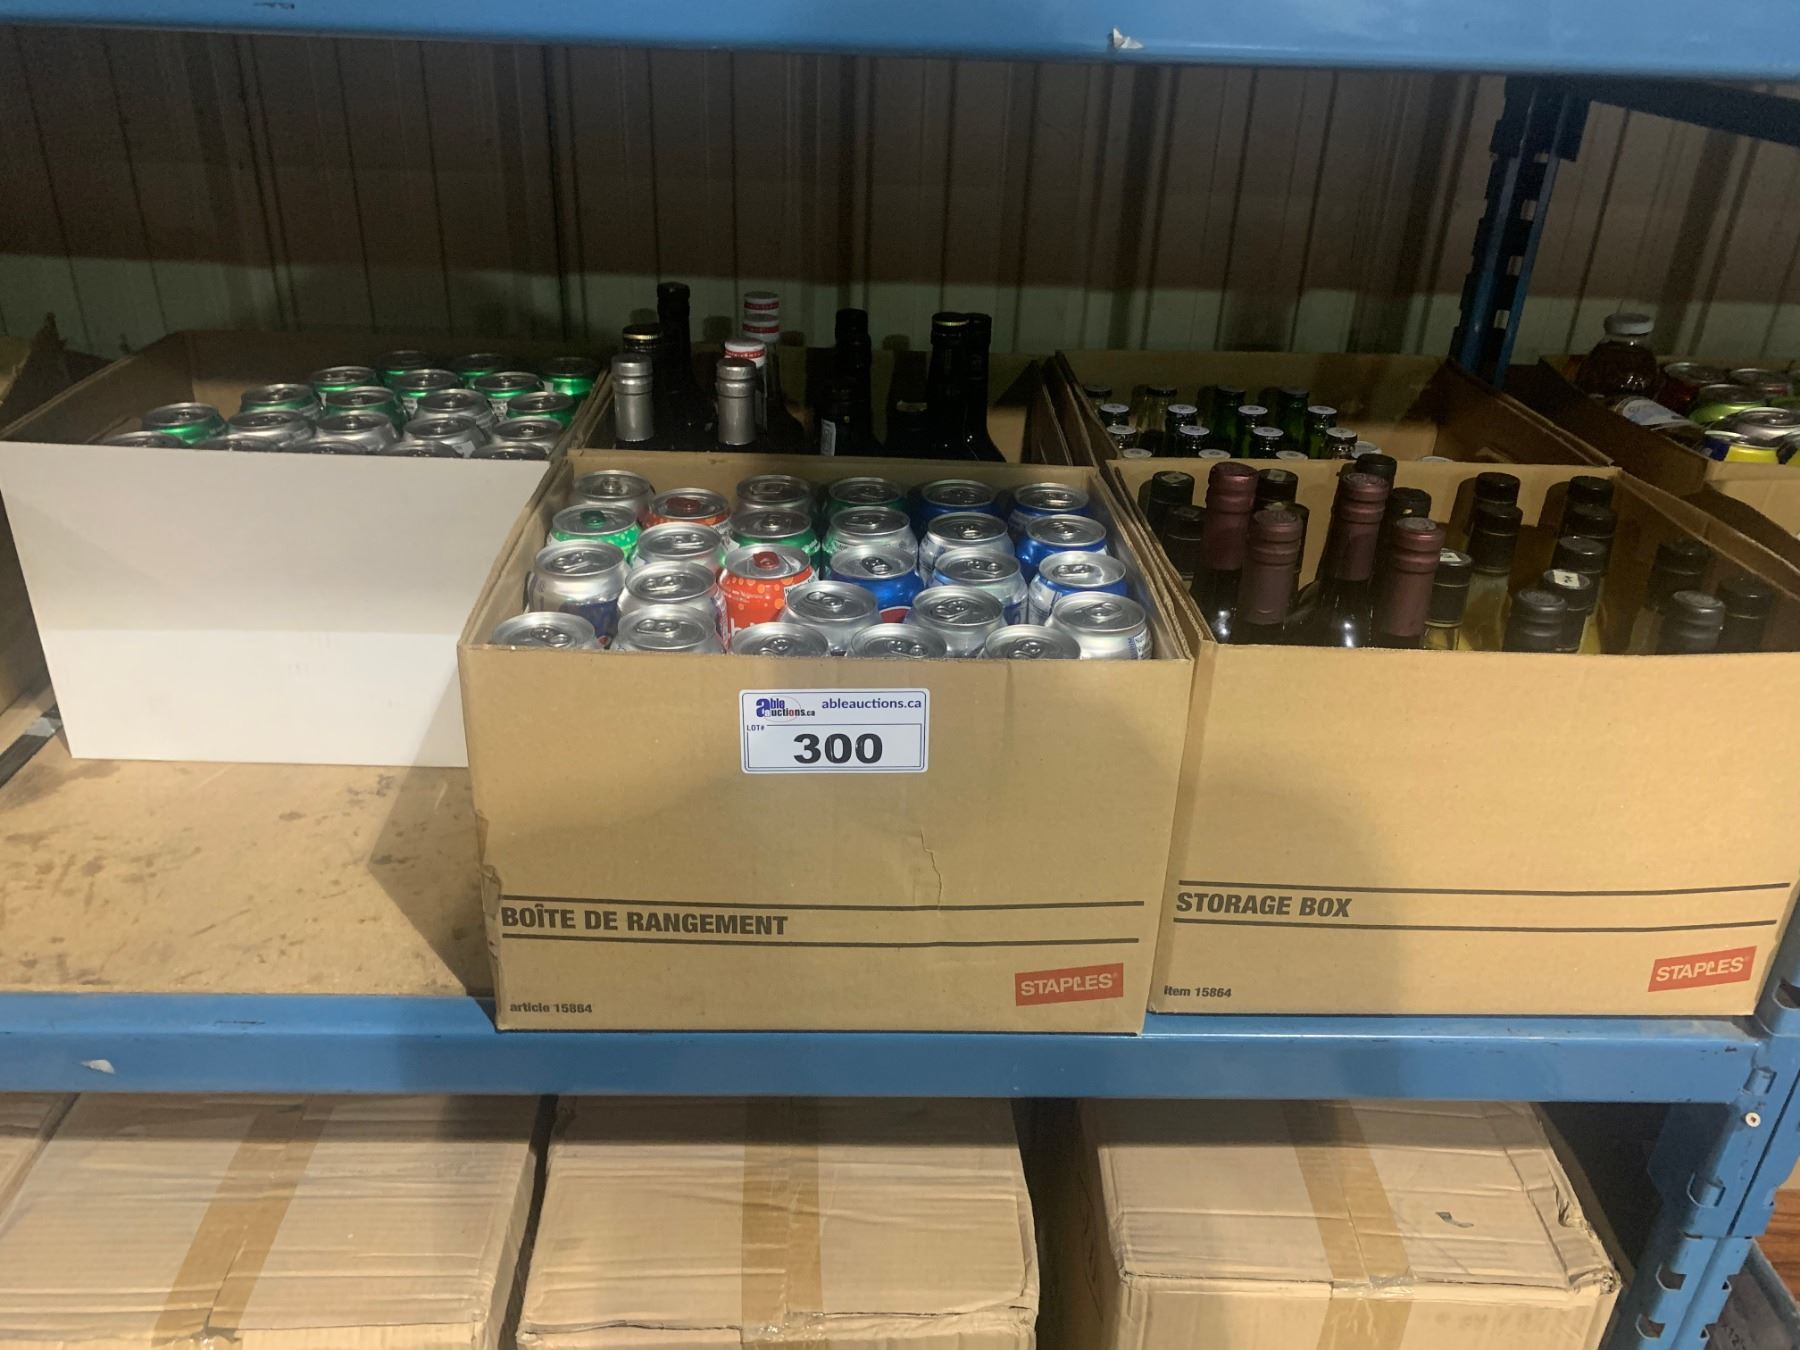 able auctions.ca
ableauctions.ca
LOT#
300
BOÎTE DE RANGEMENT
STAPLES
article 15864
STORAGE BOX
STAPLES
item 15864